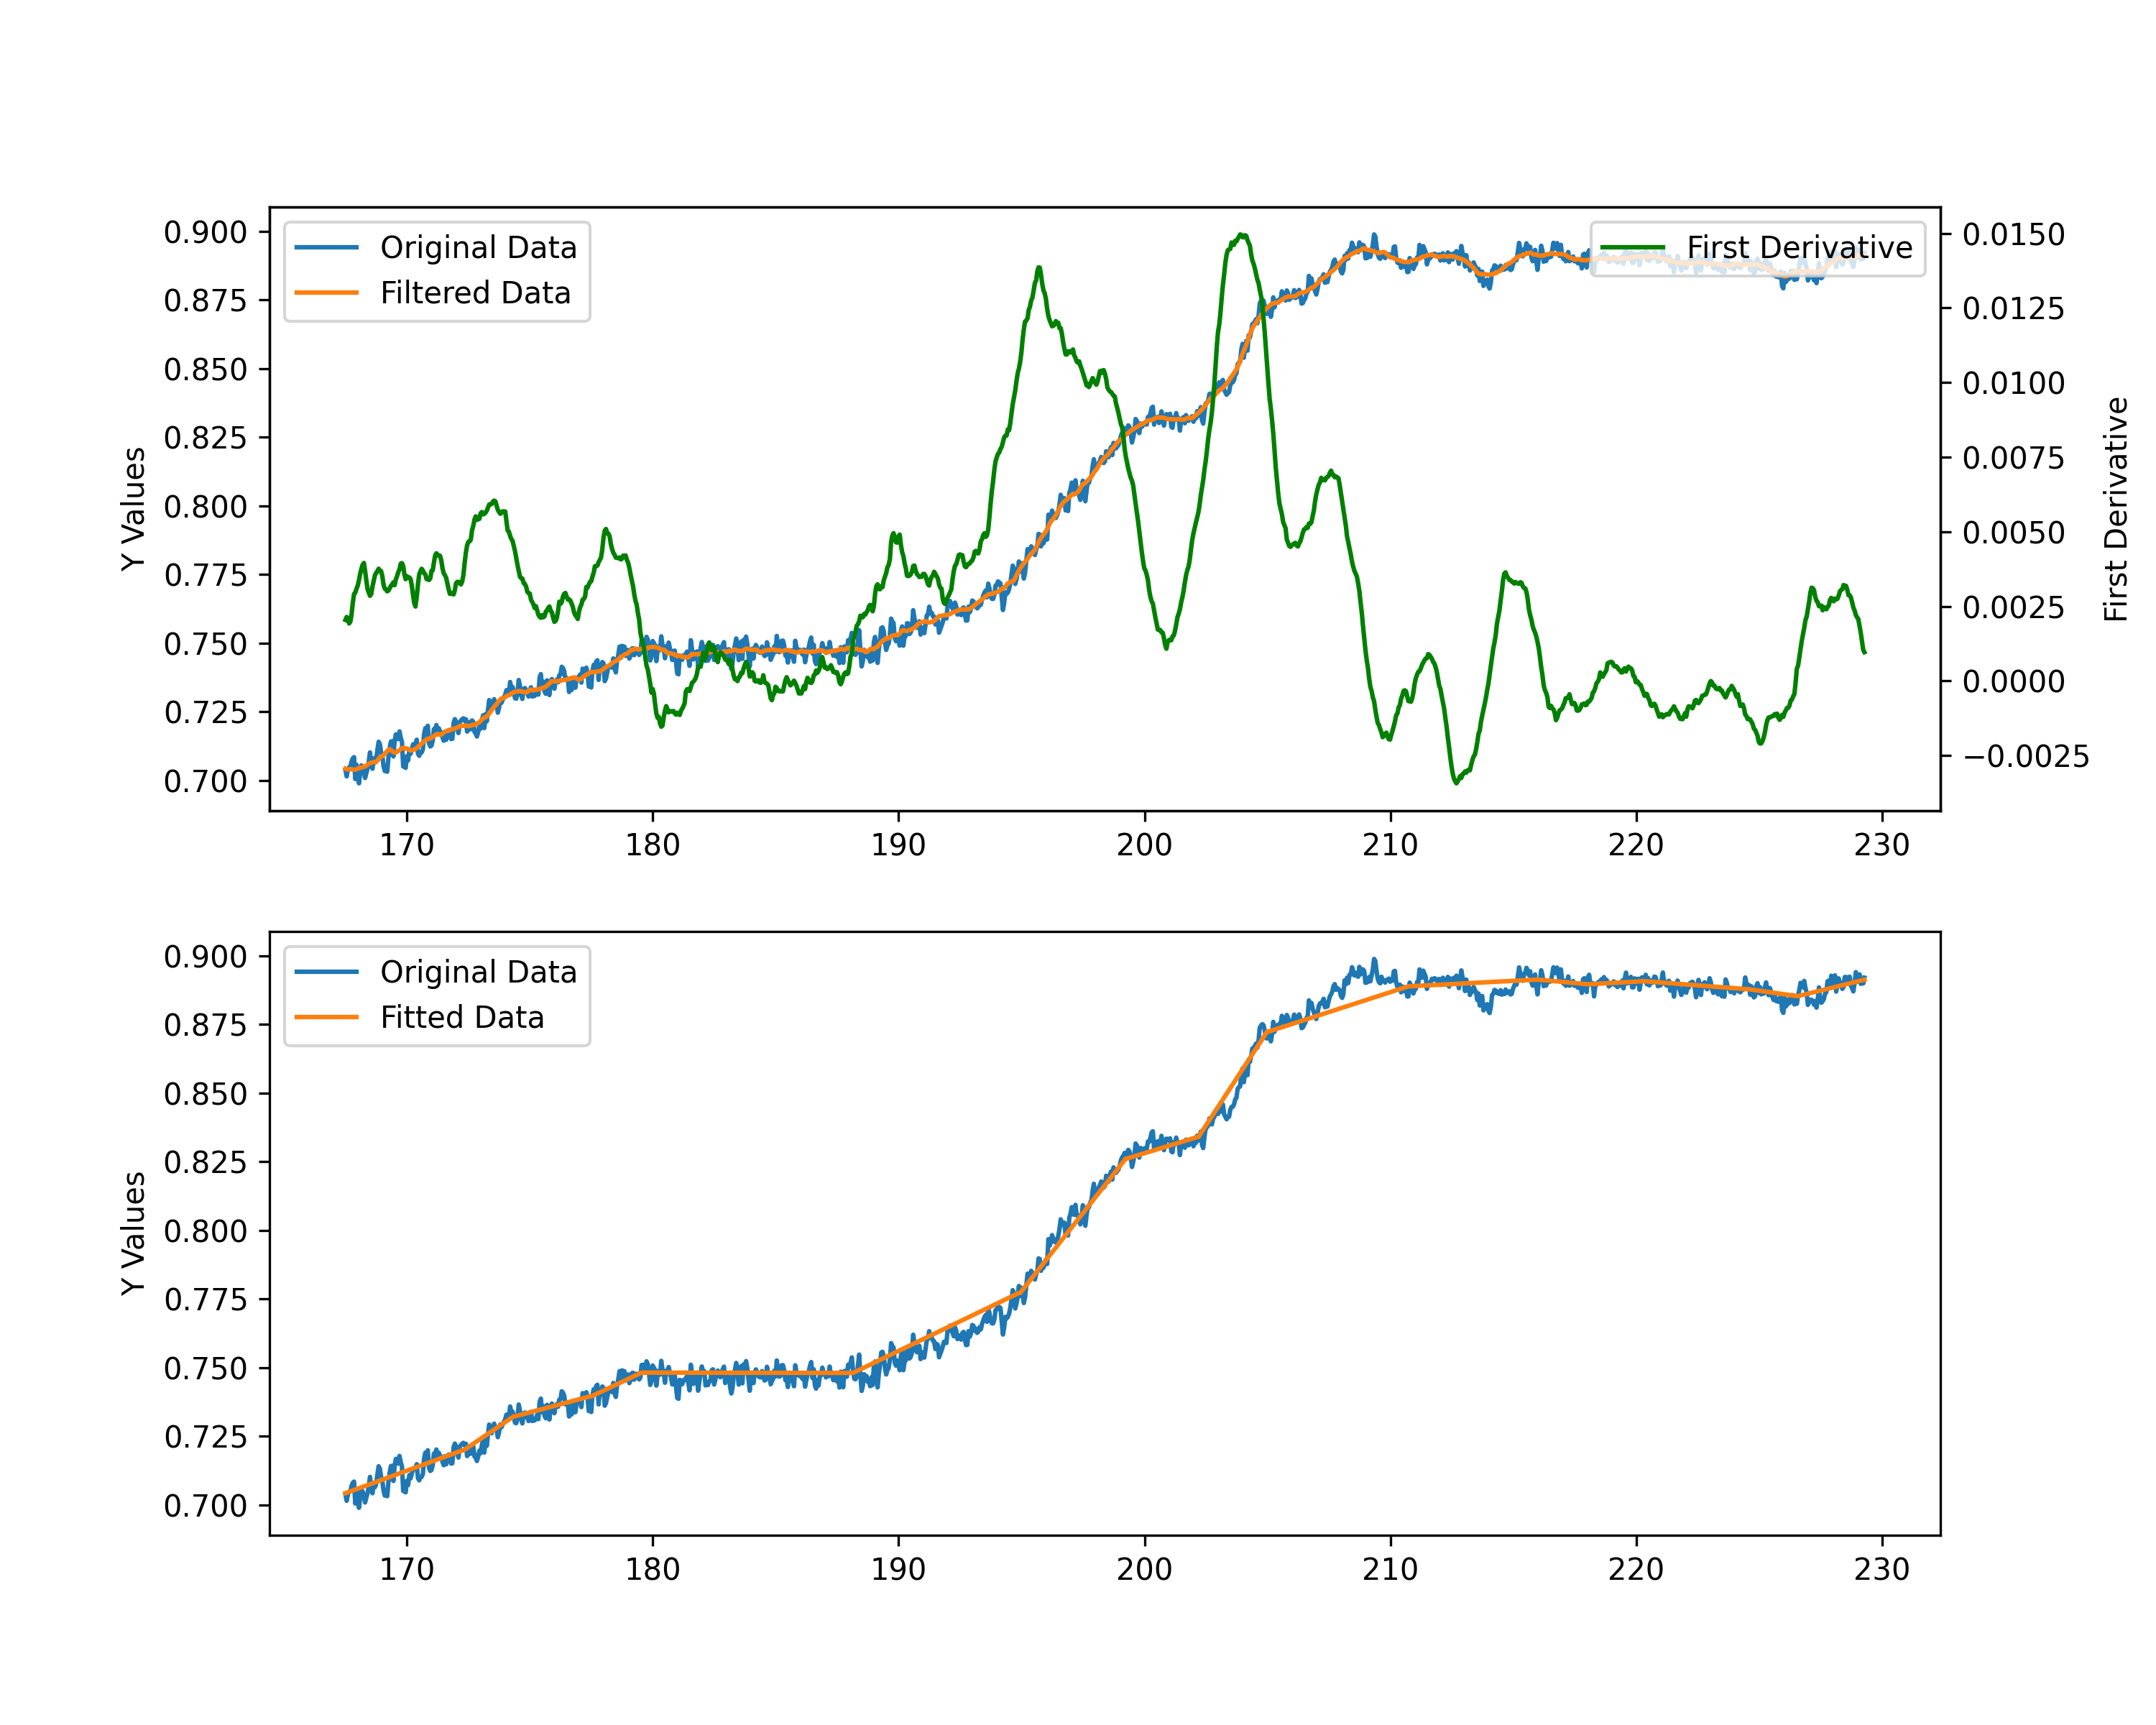 Original Data
Filtered Data
First Derivative
0.900
0.875
0.850
0.825
0.800
0.775
0.750
0.725
0.700
Y Values
0.0150
0.0125
0.0100
0.0075
0.0050
0.0025
0.0000
−0.0025
First Derivative
170 180 190 200 210 220 230
Original Data
Fitted Data
0.900
0.875
0.850
0.825
0.800
0.775
0.750
0.725
0.700
Y Values
170 180 190 200 210 220 230